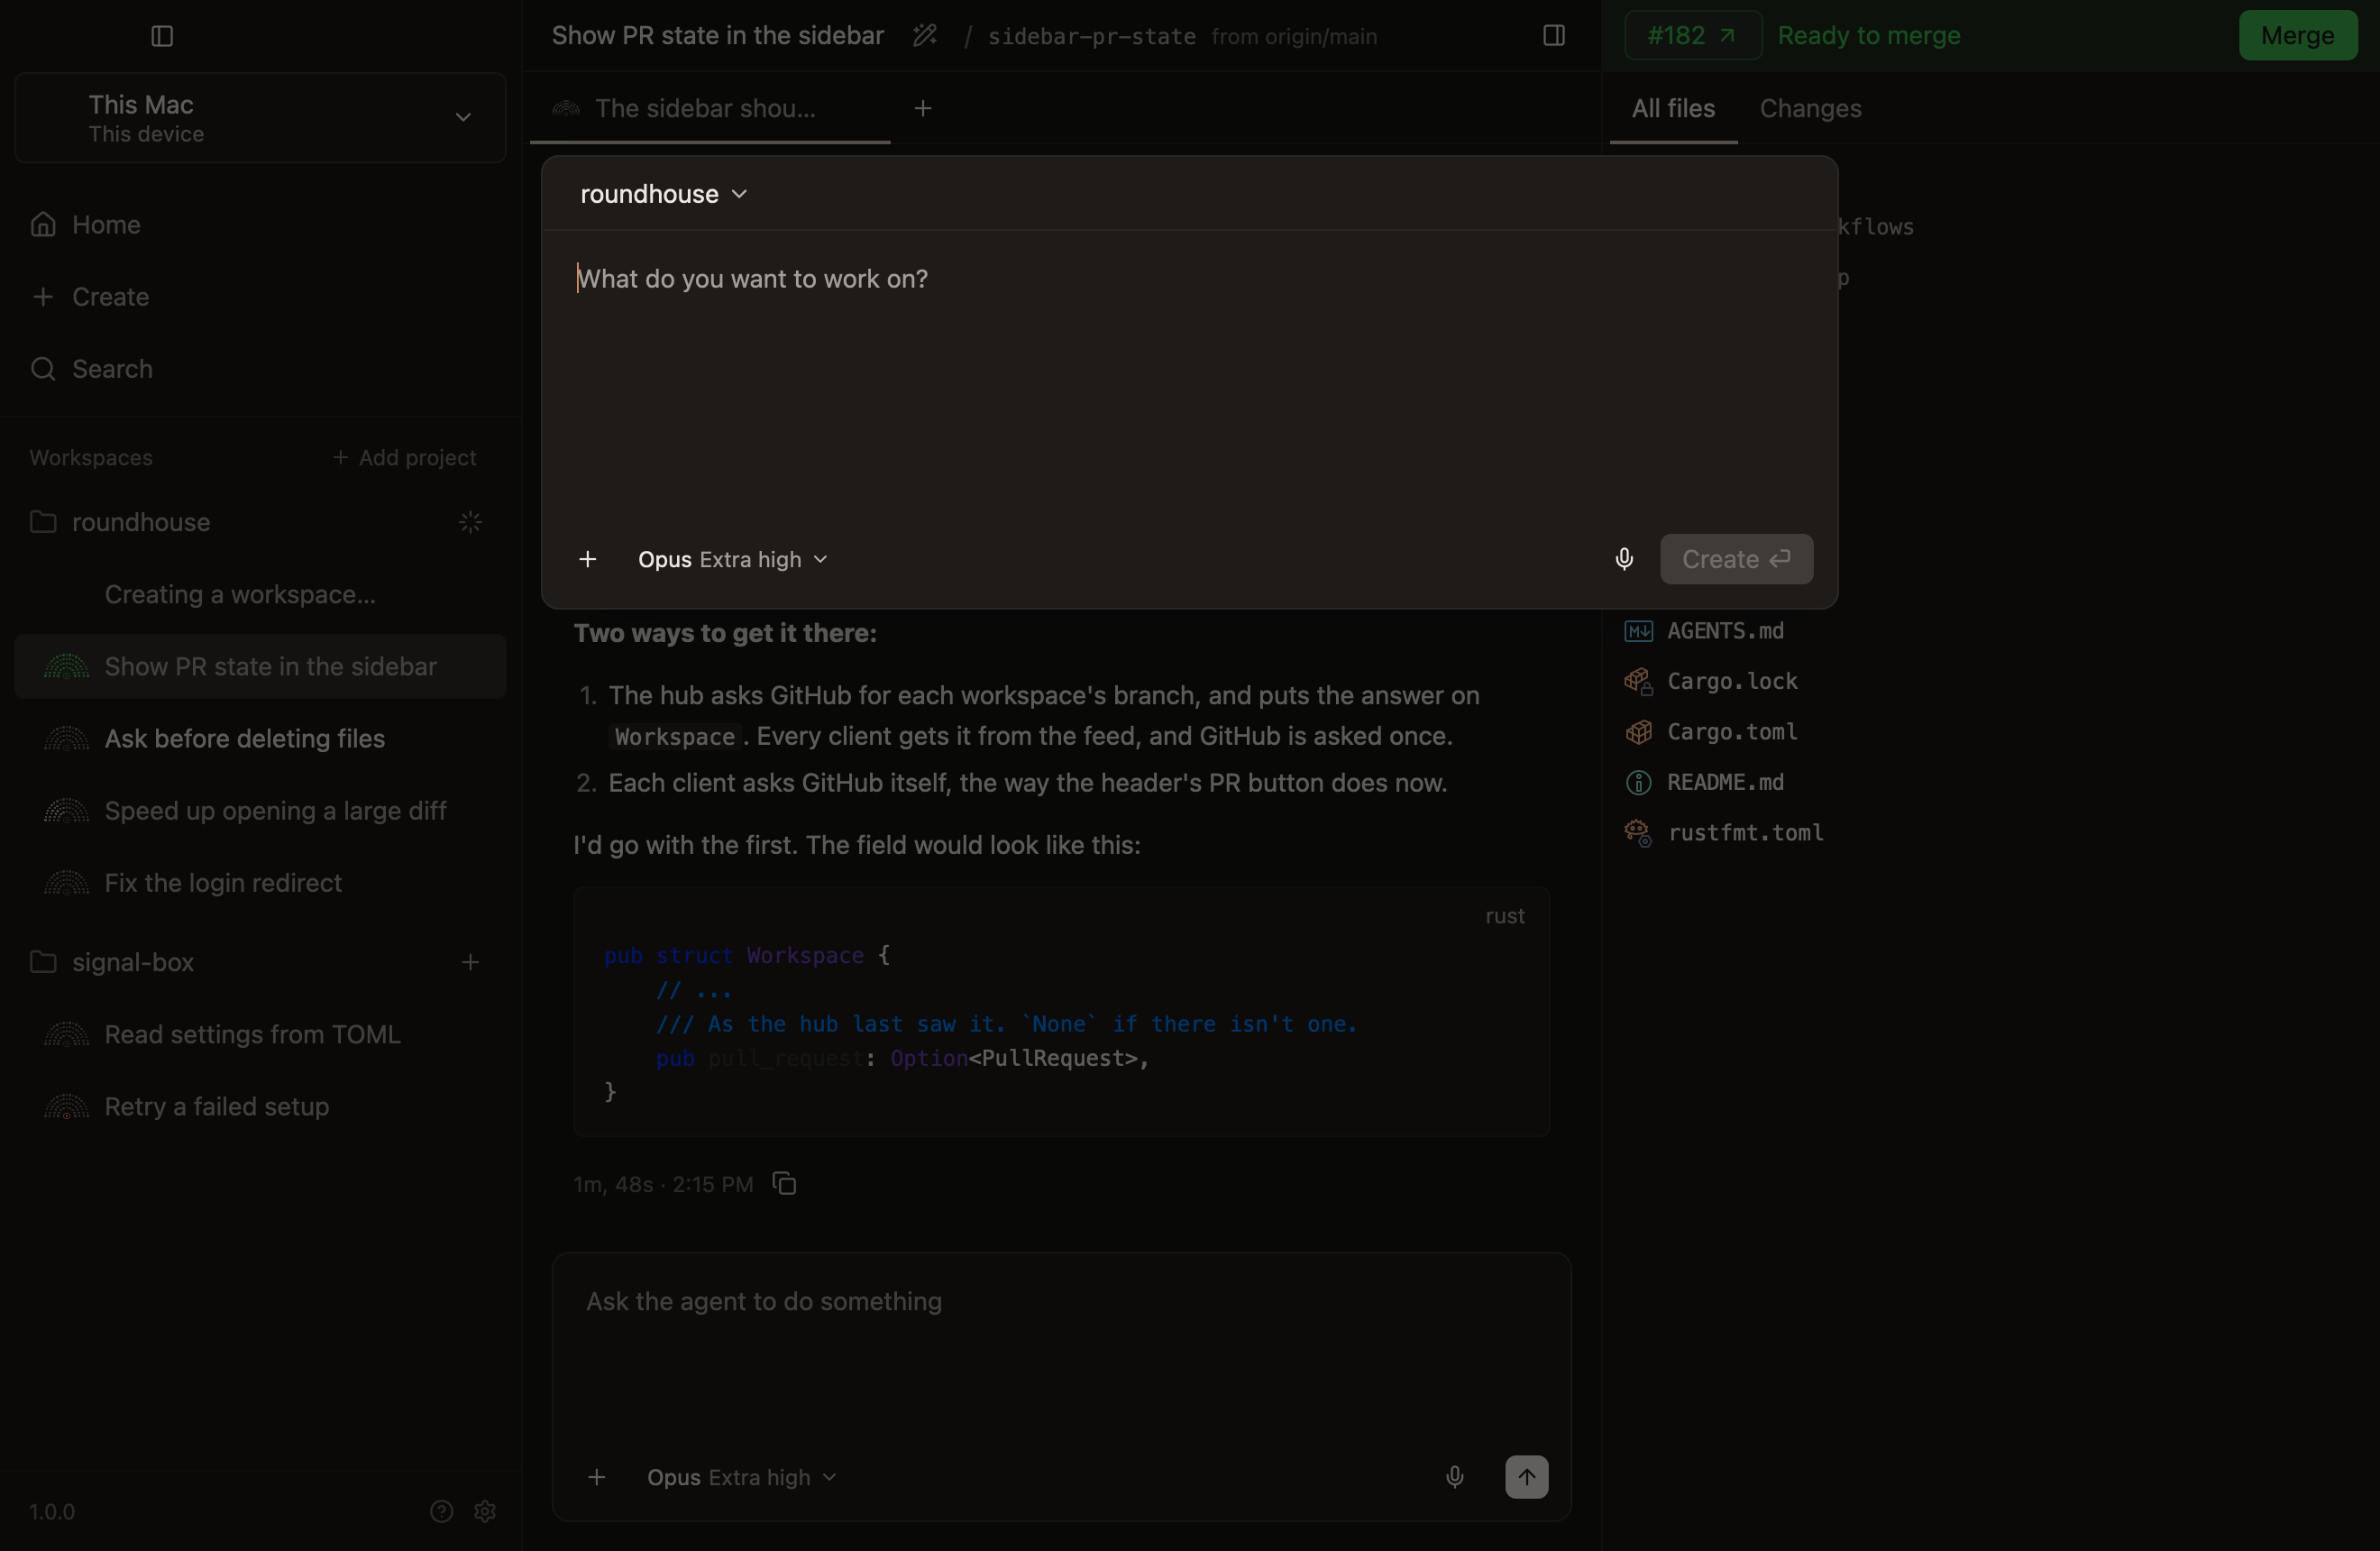 Show PR state in the sidebar / sidebar-pr-state from origin/main
#182 Ready to merge
Merge
This Mac
This device
The sidebar shou...
All files
Changes
Home
Create
Search
Workspaces
Add project
roundhouse
Creating a workspace...
Show PR state in the sidebar
Ask before deleting files
Speed up opening a large diff
Fix the login redirect
signal-box
Read settings from TOML
Retry a failed setup
1.0.0
roundhouse
What do you want to work on?
Opus Extra high
Create
Two ways to get it there:
1. The hub asks GitHub for each workspace's branch, and puts the answer on
Workspace. Every client gets it from the feed, and GitHub is asked once.
2. Each client asks GitHub itself, the way the header's PR button does now.
I'd go with the first. The field would look like this:
rust
pub struct Workspace {
// ...
/// As the hub last saw it. `None` if there isn't one.
pub pull_request: Option<PullRequest>,
}
1m, 48s · 2:15 PM
Ask the agent to do something
Opus Extra high
kflows
p
AGENTS.md
Cargo.lock
Cargo.toml
README.md
rustfmt.toml